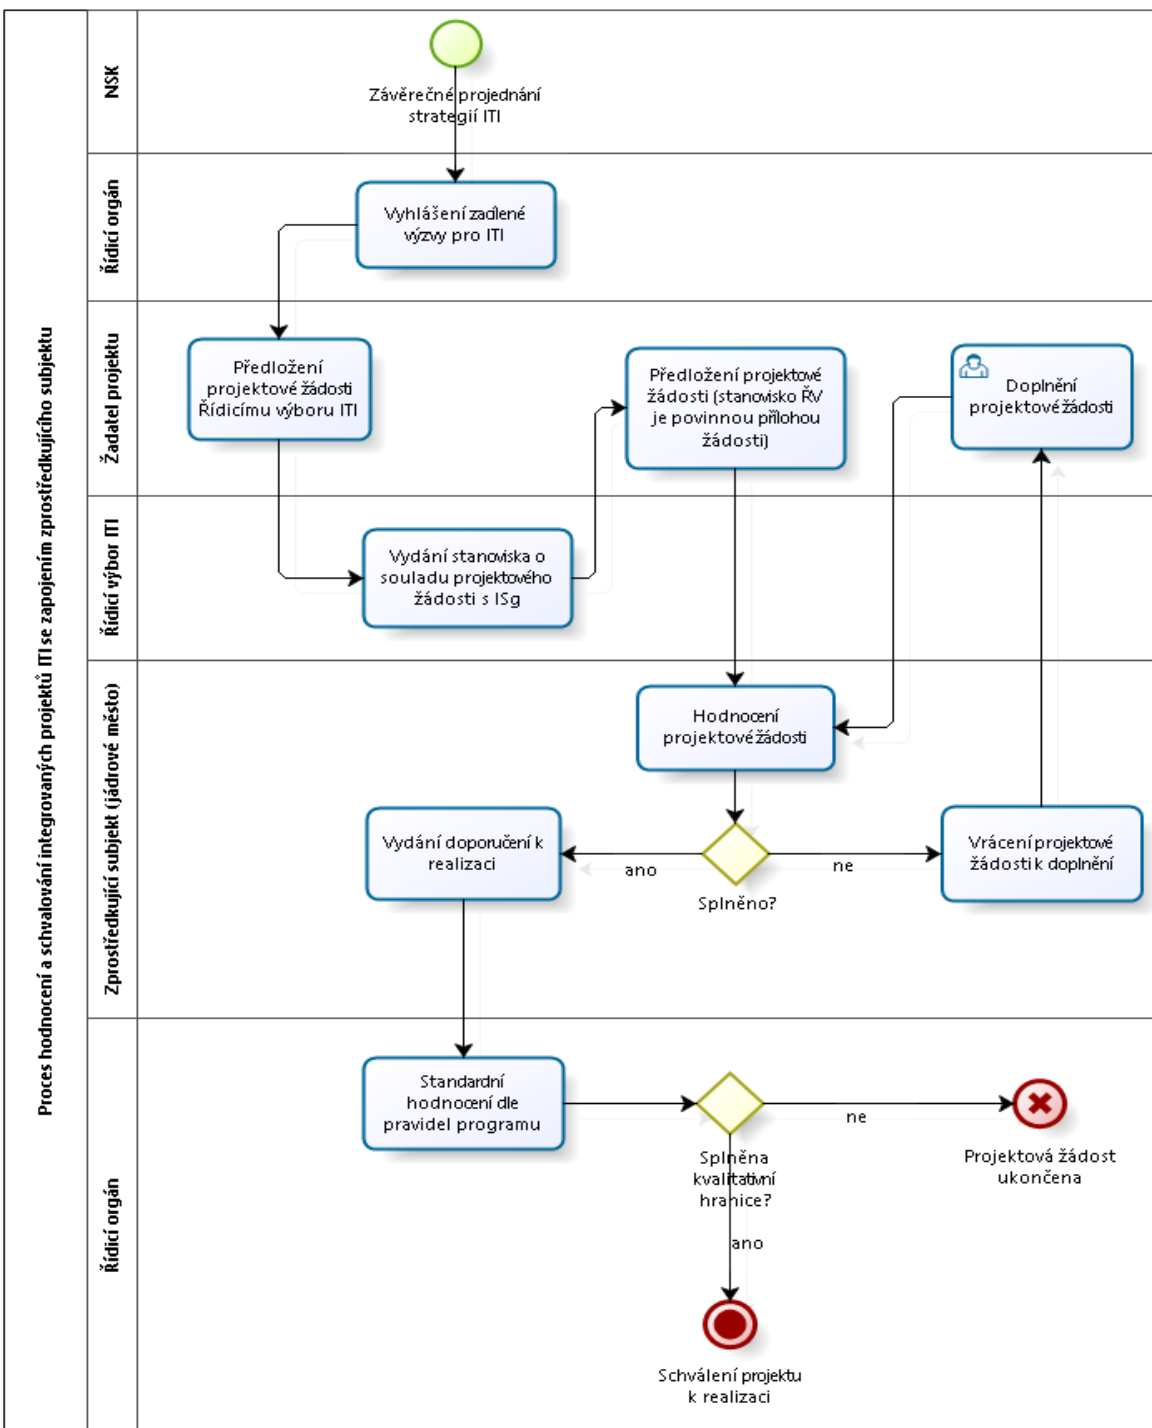 Proces hodnocení a schvalování integrovaných projektů ITI se zapojením zprostředkujícího subjektu
NSK
Závěrečné projednání
strategií ITI
Řídicí orgán
Vyhlášení zacílené
výzvy pro ITI
Žadatel projektu
Předložení
projektové žádosti
Řídicímu výboru ITI
Předložení projektové
žádosti (stanovisko ŘV
je povinnou přílohou
žádosti)
Doplnění
projektové žádosti
Řídicí výbor ITI
Vydání stanoviska o
souladu projektového
žádosti s ISg
Zprostředkující subjekt (jádrové město)
Hodnocení
projektové žádosti
Vydání doporučení k
realizaci
ano
Splněno?
ne
Vrácení projektové
žádosti k doplnění
Řídicí orgán
Standardní
hodnocení dle
pravidel programu
Splněna
kvalitativní
hranice?
ne
Projektová žádost
ukončena
ano
Schválení projektu
k realizaci